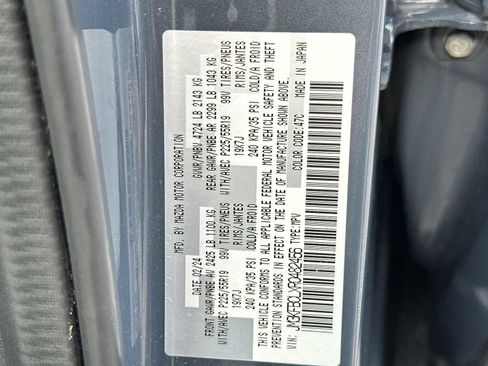 MFD. BY MAZDA MOTOR CORPORATION
DATE: 02/24 GVWR/PNBV 4724 LB 2143 KG
FRONT GAWR/PNBE AV 2425 LB 1100 KG REAR GAWR/PNBE AR 2299 LB 1043 KG
WITH/AVEC P225/55R19 99V TIRES/PNEUS WITH/AVEC P225/55R19 99V TIRES/PNEUS
19X7J RIMS/JANTES 19X7J RIMS/JANTES
240 KPA/35 PSI COLD/A FROID 240 KPA/35 PSI COLD/A FROID
THIS VEHICLE CONFORMS TO ALL APPLICABLE FEDERAL MOTOR VEHICLE SAFETY AND THEFT
PREVENTION STANDARDS IN EFFECT ON THE DATE OF MANUFACTURE SHOWN ABOVE.
VIN: TYPE:MPV COLOR CODE:47C MADE IN JAPAN